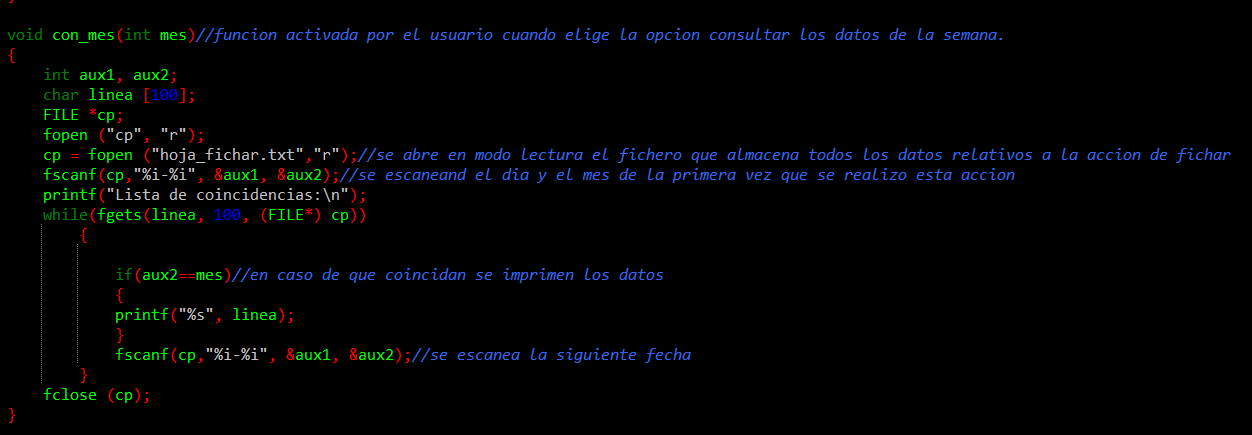 }
void con_mes(int mes)//funcion activada por el usuario cuando elige la opcion consultar los datos de la semana.
{
    int aux1, aux2;
    char linea [100];
    FILE *cp;
    fopen ("cp", "r");
    cp = fopen ("hoja_fichar.txt","r");//se abre en modo lectura el fichero que almacena todos los datos relativos a la accion de fichar
    fscanf(cp,"%i-%i", &aux1, &aux2);//se escaneand el dia y el mes de la primera vez que se realizo esta accion
    printf("Lista de coincidencias:\n");
    while(fgets(linea, 100, (FILE*) cp))
        {
            if(aux2==mes)//en caso de que coincidan se imprimen los datos
            {
            printf("%s", linea);
            }
            fscanf(cp,"%i-%i", &aux1, &aux2);//se escanea la siguiente fecha
        }
    fclose (cp);
}